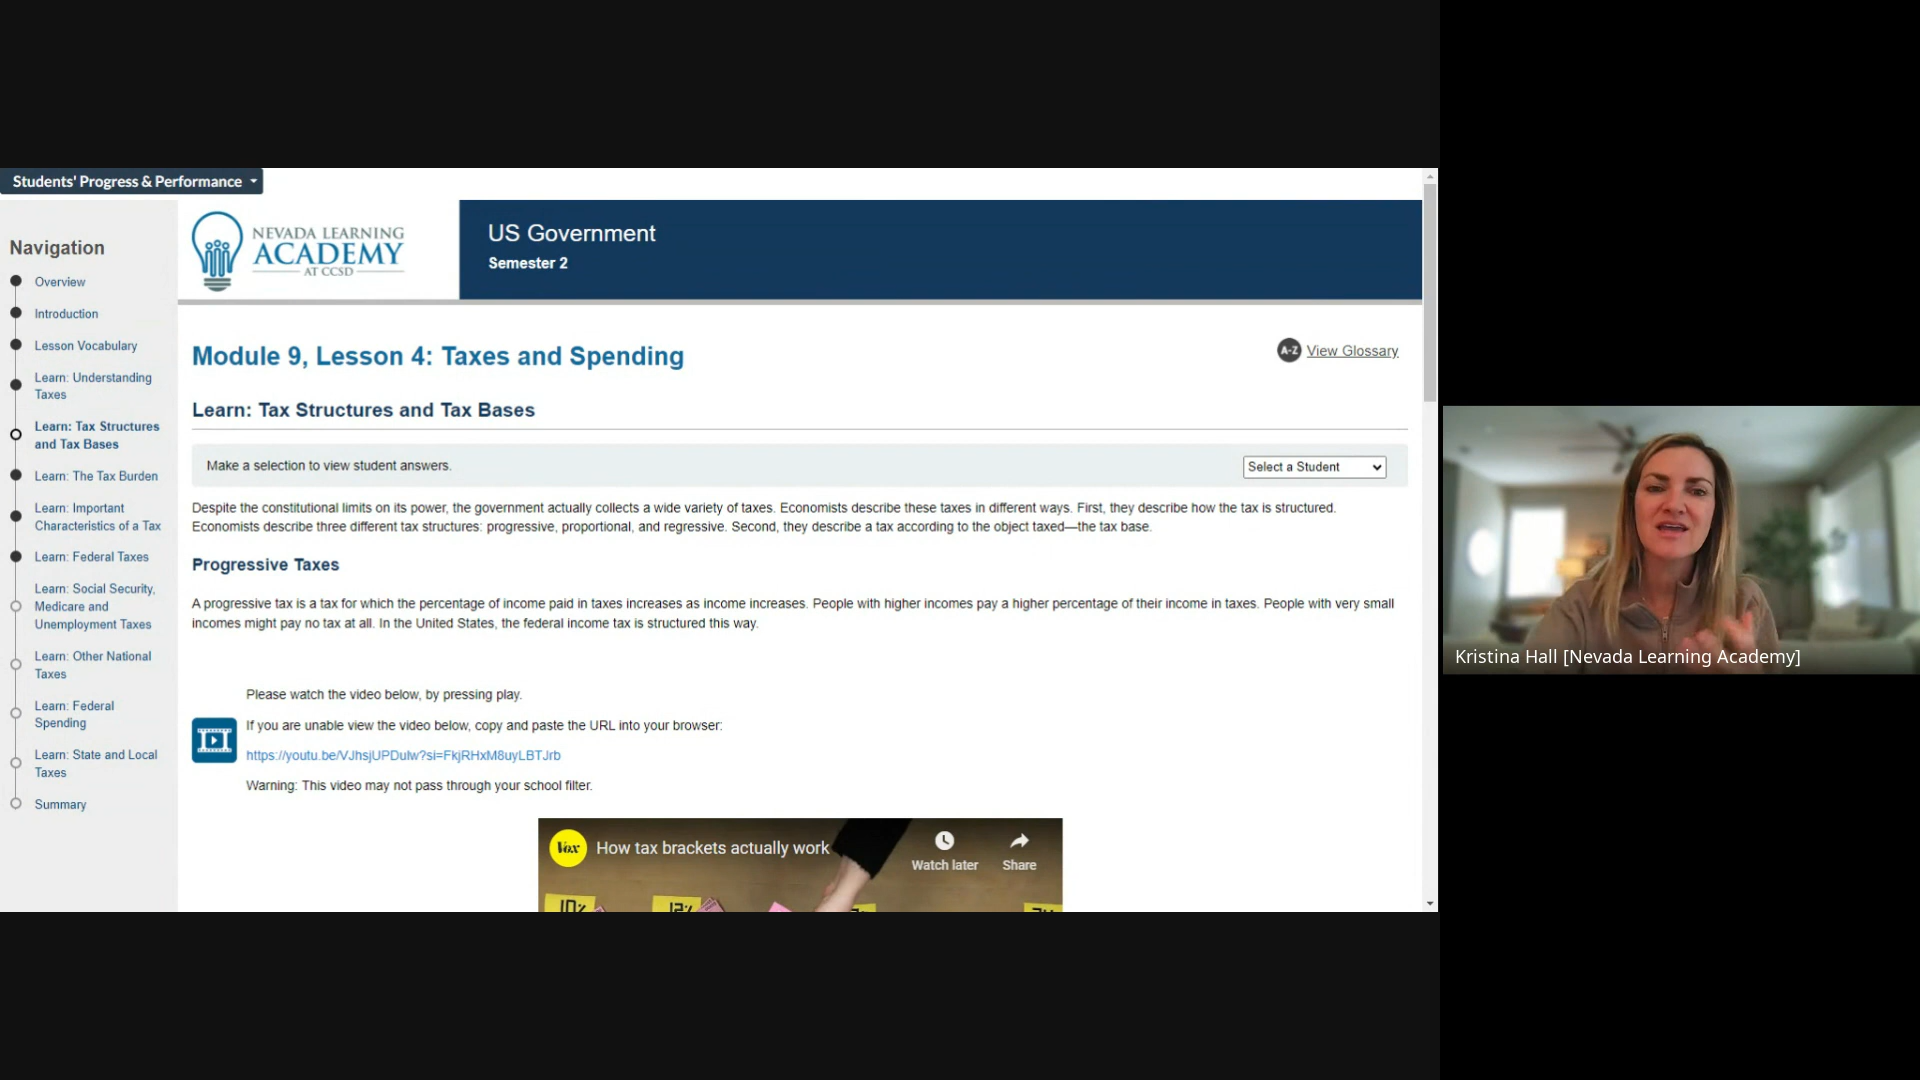 Students' Progress & Performance
Navigation
Overview
Introduction
Lesson Vocabulary
Learn: Understanding
Taxes
Learn: Tax Structures
and Tax Bases
Learn: The Tax Burden
Learn: Important
Characteristics of a Tax
Learn: Federal Taxes
Learn: Social Security,
Medicare and
Unemployment Taxes
Learn: Other National
Taxes
Learn: Federal
Spending
Learn: State and Local
Taxes
Summary
NEVADA LEARNING
ACADEMY
AT CCSD
US Government
Semester 2
Module 9, Lesson 4: Taxes and Spending
A-Z View Glossary
Learn: Tax Structures and Tax Bases
Make a selection to view student answers.
Select a Student
Despite the constitutional limits on its power, the government actually collects a wide variety of taxes. Economists describe these taxes in different ways. First, they describe how the tax is structured.
Economists describe three different tax structures: progressive, proportional, and regressive. Second, they describe a tax according to the object taxed—the tax base.
Progressive Taxes
A progressive tax is a tax for which the percentage of income paid in taxes increases as income increases. People with higher incomes pay a higher percentage of their income in taxes. People with very small
incomes might pay no tax at all. In the United States, the federal income tax is structured this way.
Please watch the video below, by pressing play.
If you are unable view the video below, copy and paste the URL into your browser:
https://youtu.be/VJhsjUPDulw?si=FkjRHxM8uyLBTJrb
Warning: This video may not pass through your school filter.
Vox
How tax brackets actually work
Watch later
Share
10%
12%
Kristina Hall [Nevada Learning Academy]